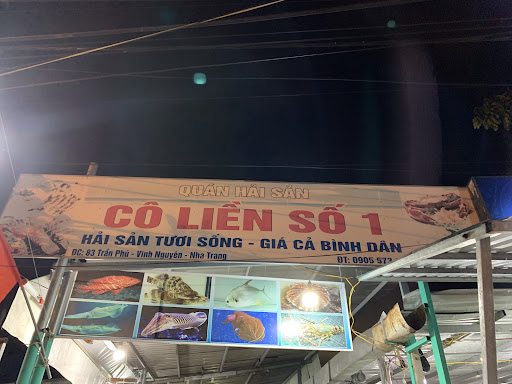 QUÁN HẢI SẢN
CÔ LIỀN SỐ 1
HẢI SẢN TƯƠI SỐNG - GIÁ CẢ BÌNH DÂN
ĐC: 93 Trần Phú - Vĩnh Nguyên - Nha Trang
ĐT: 0905 573